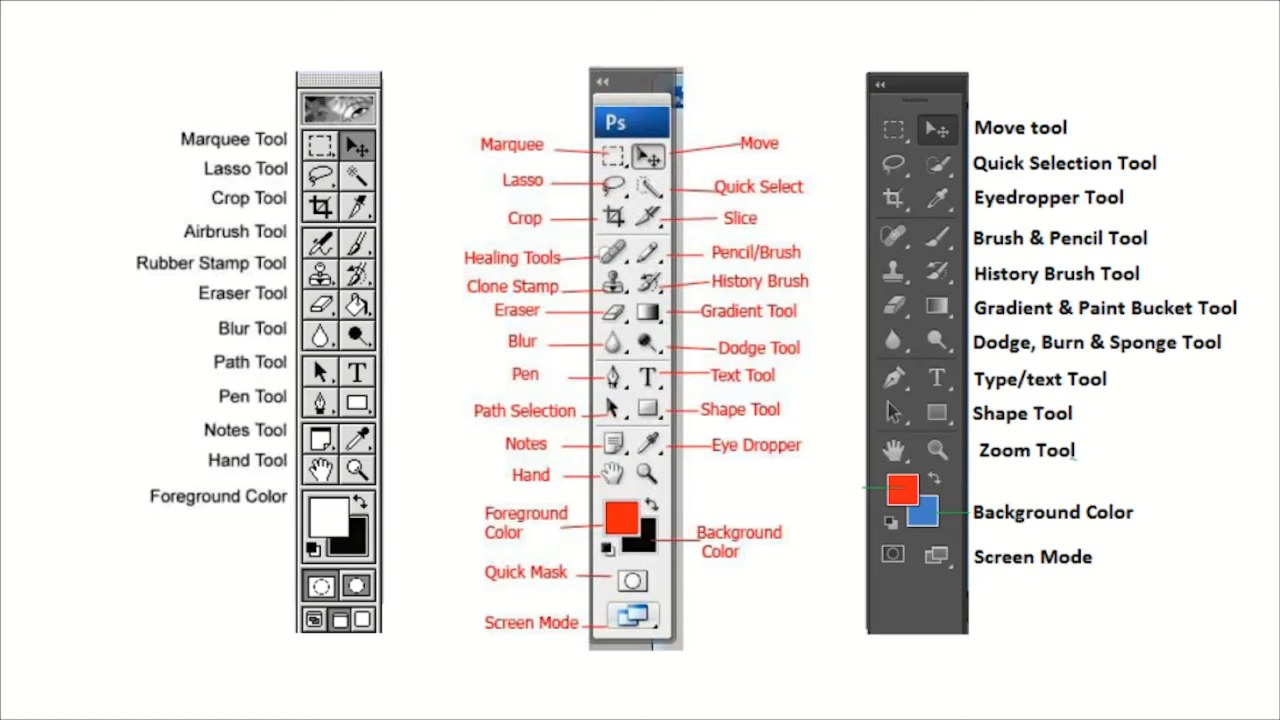 Marquee Tool
Lasso Tool
Crop Tool
Airbrush Tool
Rubber Stamp Tool
Eraser Tool
Blur Tool
Path Tool
Pen Tool
Notes Tool
Hand Tool
Foreground Color
T
Ps
Marquee
Move
Lasso
Quick Select
Crop
Slice
Healing Tools
Pencil/Brush
Clone Stamp
History Brush
Eraser
Gradient Tool
Blur
Dodge Tool
Pen
T
Text Tool
Path Selection
Shape Tool
Notes
Eye Dropper
Hand
Foreground
Color
Background
Color
Quick Mask
Screen Mode
Move tool
Quick Selection Tool
Eyedropper Tool
Brush & Pencil Tool
History Brush Tool
Gradient & Paint Bucket Tool
Dodge, Burn & Sponge Tool
T
Type/text Tool
Shape Tool
Zoom Tool
Background Color
Screen Mode